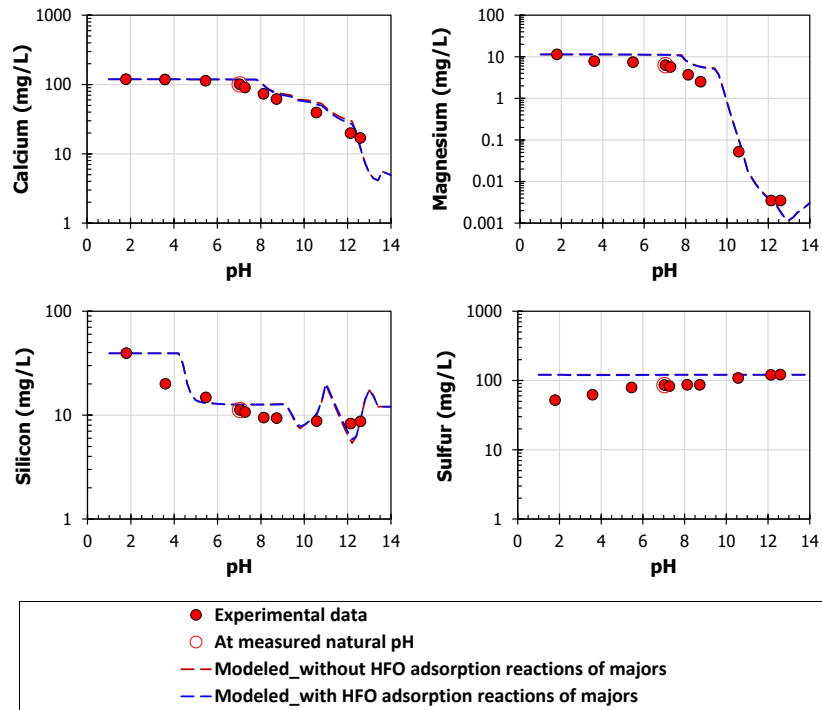 1000
100
10
1
Calcium (mg/L)
0 2 4 6 8 10 12 14
pH
100
10
1
0.1
0.01
0.001
Magnesium (mg/L)
0 2 4 6 8 10 12 14
pH
100
10
1
Silicon (mg/L)
0 2 4 6 8 10 12 14
pH
1000
100
10
1
Sulfur (mg/L)
0 2 4 6 8 10 12 14
pH
Experimental data
At measured natural pH
Modeled_without HFO adsorption reactions of majors
Modeled_with HFO adsorption reactions of majors